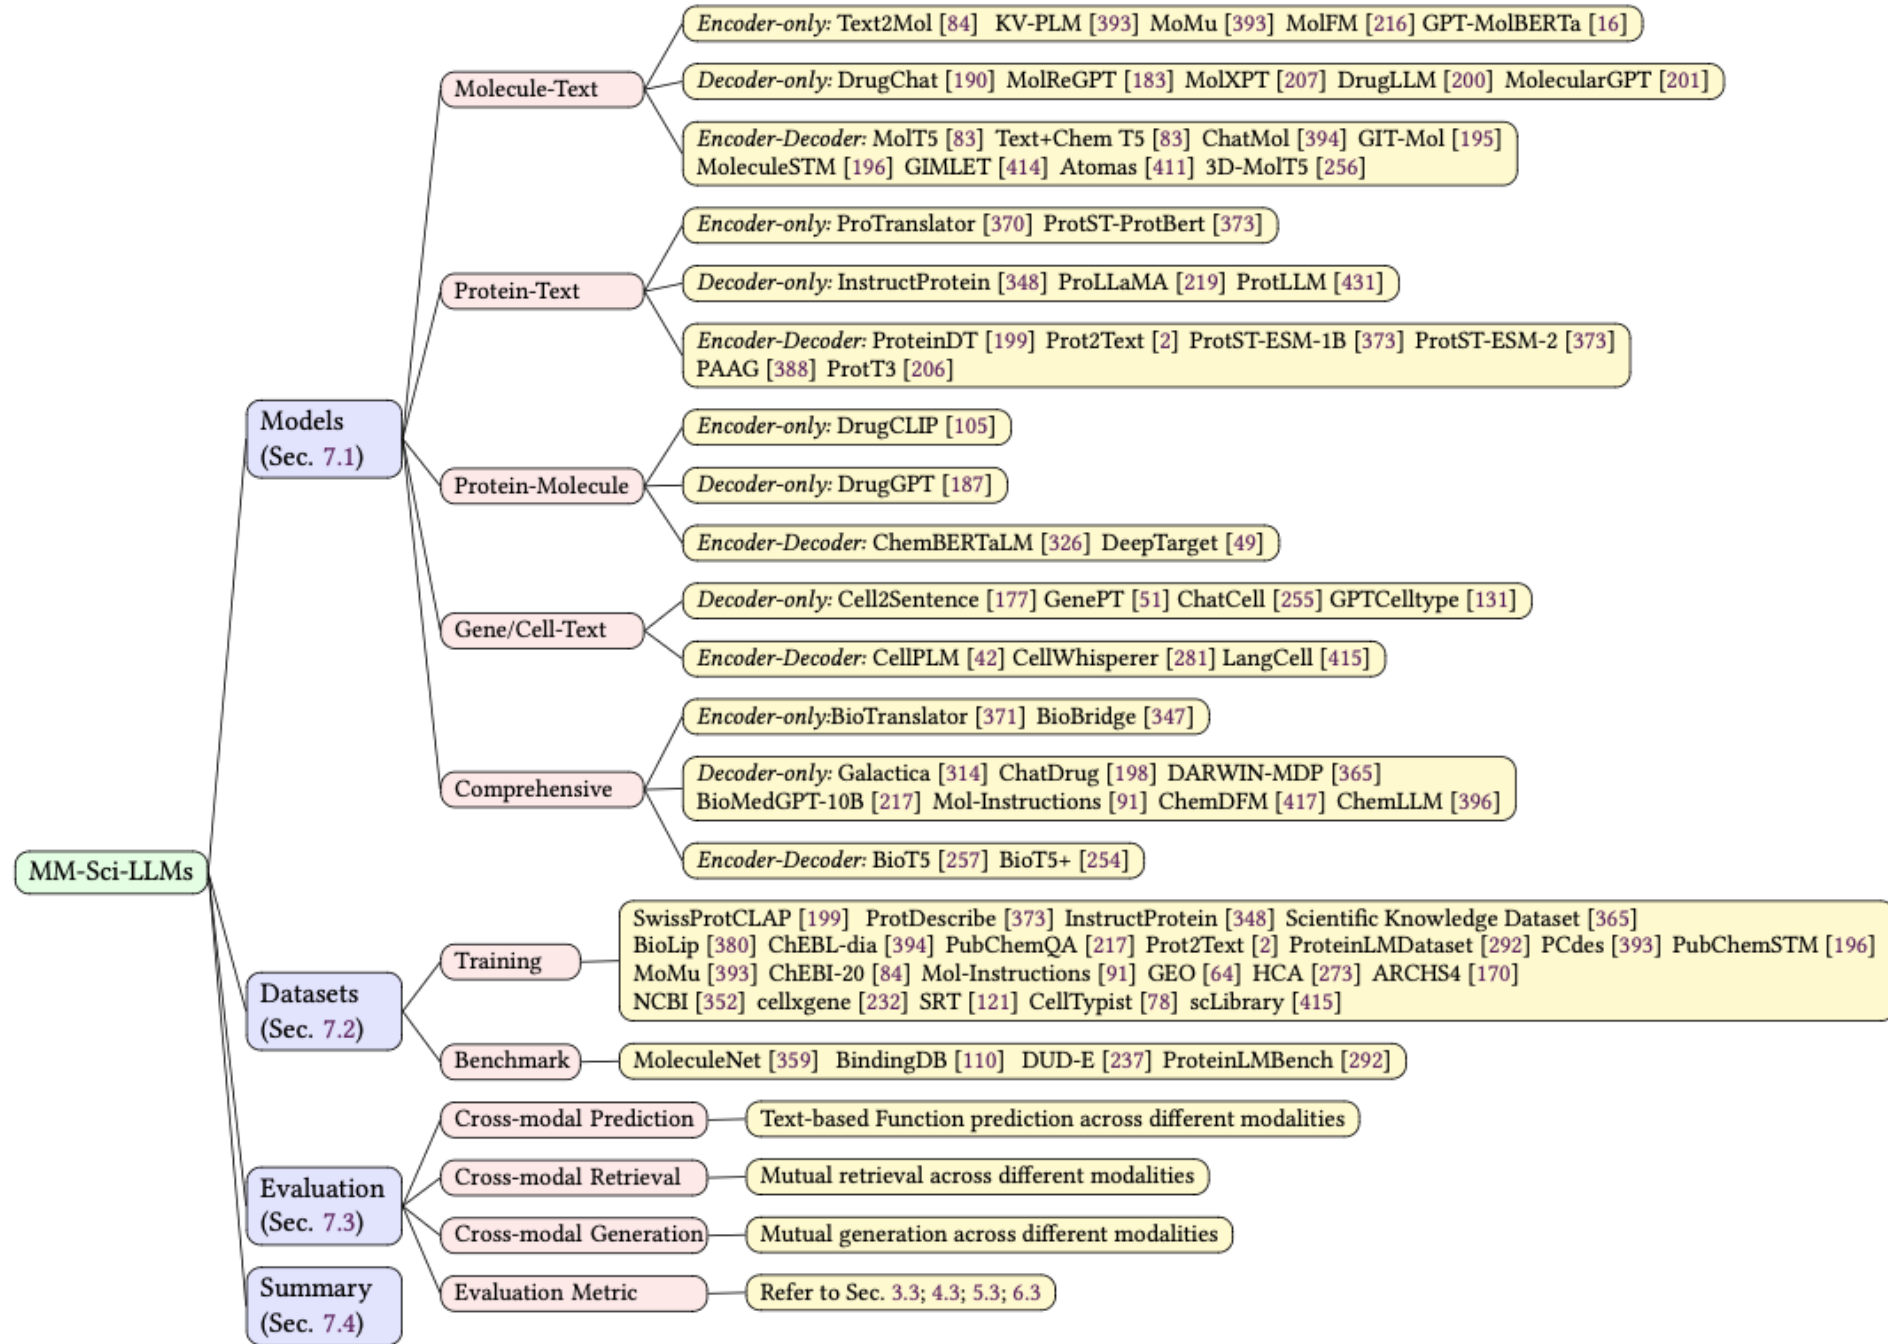 MM-Sci-LLMs
Models
(Sec. 7.1)
Molecule-Text
Encoder-only: Text2Mol [84] KV-PLM [393] MoMu [393] MolFM [216] GPT-MolBERTa [16]
Decoder-only: DrugChat [190] MolReGPT [183] MolXPT [207] DrugLLM [200] MolecularGPT [201]
Encoder-Decoder: MolT5 [83] Text+Chem T5 [83] ChatMol [394] GIT-Mol [195]
MoleculeSTM [196] GIMLET [414] Atomas [411] 3D-MolT5 [256]
Protein-Text
Encoder-only: ProTranslator [370] ProtST-ProtBert [373]
Decoder-only: InstructProtein [348] ProLLaMA [219] ProtLLM [431]
Encoder-Decoder: ProteinDT [199] Prot2Text [2] ProtST-ESM-1B [373] ProtST-ESM-2 [373]
PAAG [388] ProtT3 [206]
Protein-Molecule
Encoder-only: DrugCLIP [105]
Decoder-only: DrugGPT [187]
Encoder-Decoder: ChemBERTaLM [326] DeepTarget [49]
Gene/Cell-Text
Decoder-only: Cell2Sentence [177] GenePT [51] ChatCell [255] GPTCelltype [131]
Encoder-Decoder: CellPLM [42] CellWhisperer [281] LangCell [415]
Comprehensive
Encoder-only:BioTranslator [371] BioBridge [347]
Decoder-only: Galactica [314] ChatDrug [198] DARWIN-MDP [365]
BioMedGPT-10B [217] Mol-Instructions [91] ChemDFM [417] ChemLLM [396]
Encoder-Decoder: BioT5 [257] BioT5+ [254]
Datasets
(Sec. 7.2)
Training
SwissProtCLAP [199] ProtDescribe [373] InstructProtein [348] Scientific Knowledge Dataset [365]
BioLip [380] ChEBL-dia [394] PubChemQA [217] Prot2Text [2] ProteinLMDataset [292] PCdes [393] PubChemSTM [196]
MoMu [393] ChEBI-20 [84] Mol-Instructions [91] GEO [64] HCA [273] ARCHS4 [170]
NCBI [352] cellxgene [232] SRT [121] CellTypist [78] scLibrary [415]
Benchmark
MoleculeNet [359] BindingDB [110] DUD-E [237] ProteinLMBench [292]
Evaluation
(Sec. 7.3)
Cross-modal Prediction
Text-based Function prediction across different modalities
Cross-modal Retrieval
Mutual retrieval across different modalities
Cross-modal Generation
Mutual generation across different modalities
Evaluation Metric
Refer to Sec. 3.3; 4.3; 5.3; 6.3
Summary
(Sec. 7.4)